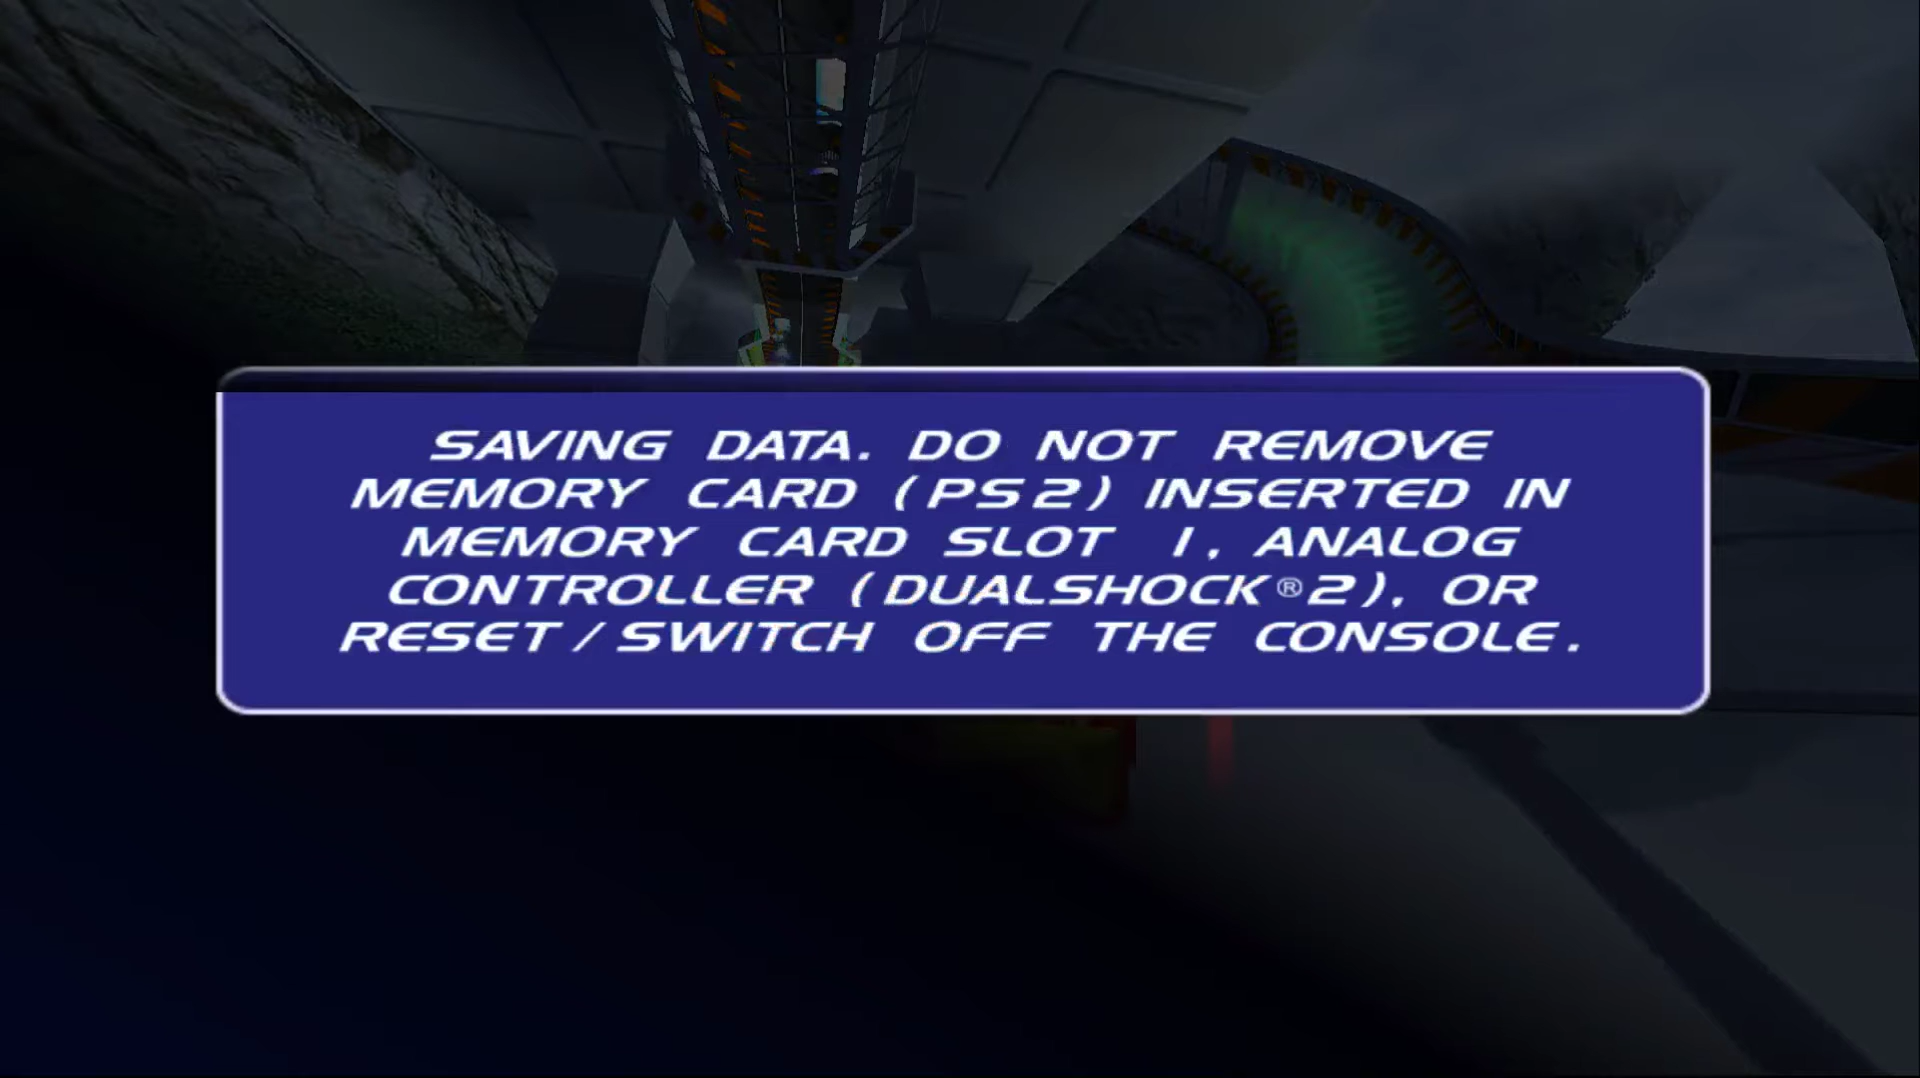 SAVING DATA. DO NOT REMOVE
MEMORY CARD (PS2) INSERTED IN
MEMORY CARD SLOT 1, ANALOG
CONTROLLER (DUALSHOCK®2), OR
RESET/SWITCH OFF THE CONSOLE.